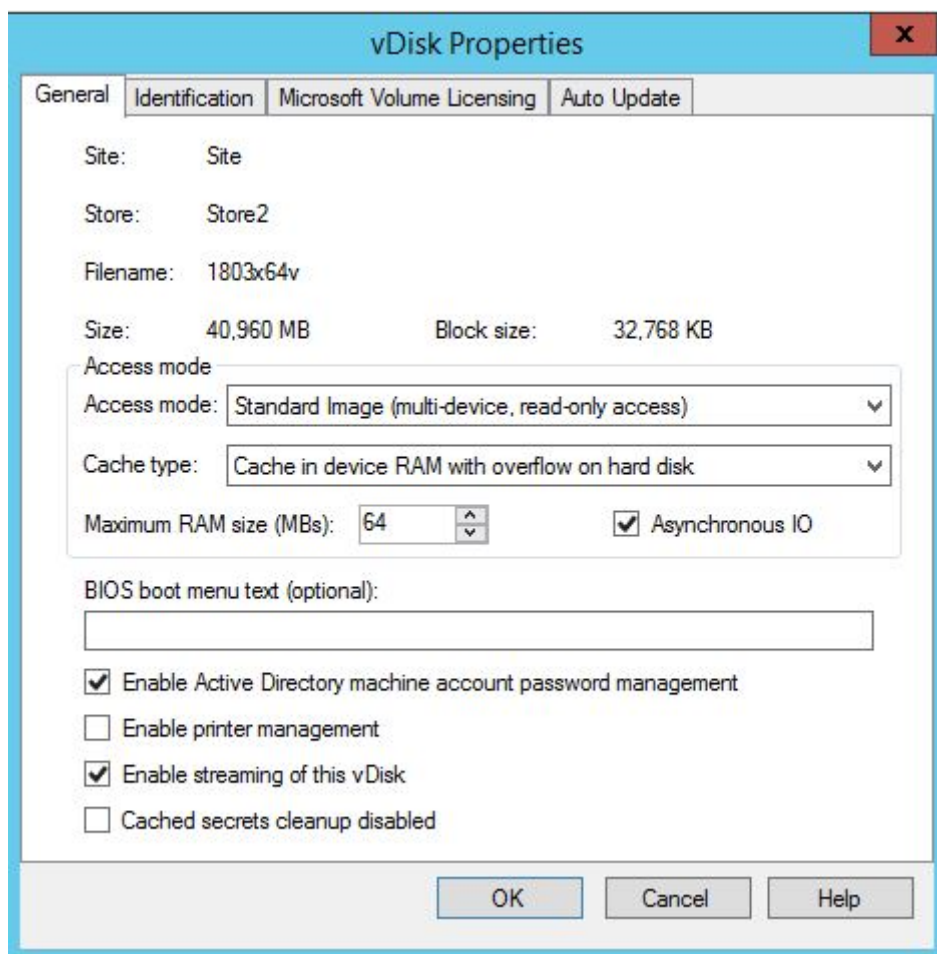 vDisk Properties
x
General Identification Microsoft Volume Licensing Auto Update
Site: Site
Store: Store2
Filename: 1803x64v
Size: 40,960 MB Block size: 32,768 KB
Access mode
Access mode: Standard Image (multi-device, read-only access)
Cache type: Cache in device RAM with overflow on hard disk
Maximum RAM size (MBs): 64 Asynchronous IO
BIOS boot menu text (optional):
Enable Active Directory machine account password management
Enable printer management
Enable streaming of this vDisk
Cached secrets cleanup disabled
OK Cancel Help